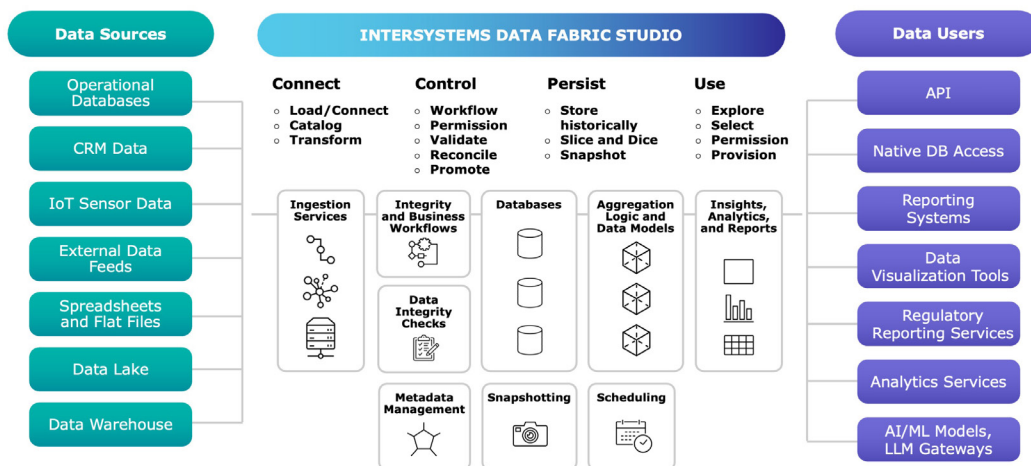 Data Sources
Operational
Databases
CRM Data
IoT Sensor Data
External Data
Feeds
Spreadsheets
and Flat Files
Data Lake
Data Warehouse
INTERSYSTEMS DATA FABRIC STUDIO
Connect
○ Load/Connect
○ Catalog
○ Transform
Control
○ Workflow
○ Permission
○ Validate
○ Reconcile
○ Promote
Persist
○ Store
historically
○ Slice and Dice
○ Snapshot
Use
○ Explore
○ Select
○ Permission
○ Provision
Ingestion
Services
Integrity
and Business
Workflows
Data
Integrity
Checks
Databases
Aggregation
Logic and
Data Models
Insights,
Analytics,
and Reports
Metadata
Management
Snapshotting
Scheduling
Data Users
API
Native DB Access
Reporting
Systems
Data
Visualization Tools
Regulatory
Reporting Services
Analytics Services
AI/ML Models,
LLM Gateways